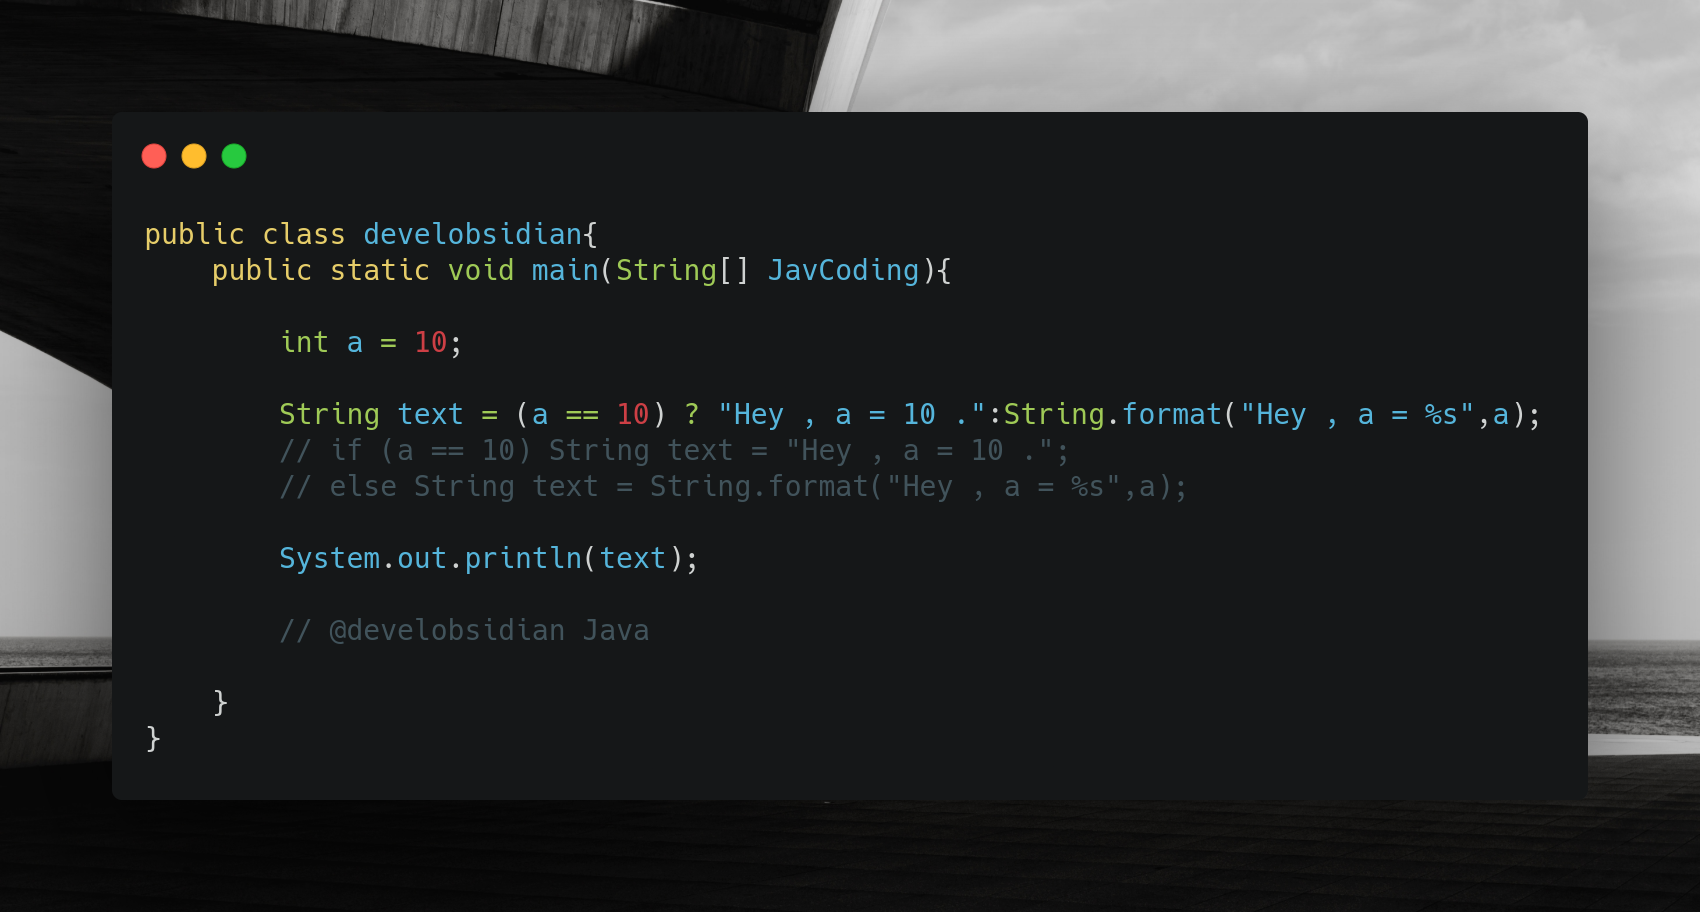 public class develobsidian{
    public static void main(String[] JavCoding){
        int a = 10;
        String text = (a == 10) ? "Hey , a = 10 .":String.format("Hey , a = %s",a);
        // if (a == 10) String text = "Hey , a = 10 .";
        // else String text = String.format("Hey , a = %s",a);
        System.out.println(text);
        // @develobsidian Java
    }
}